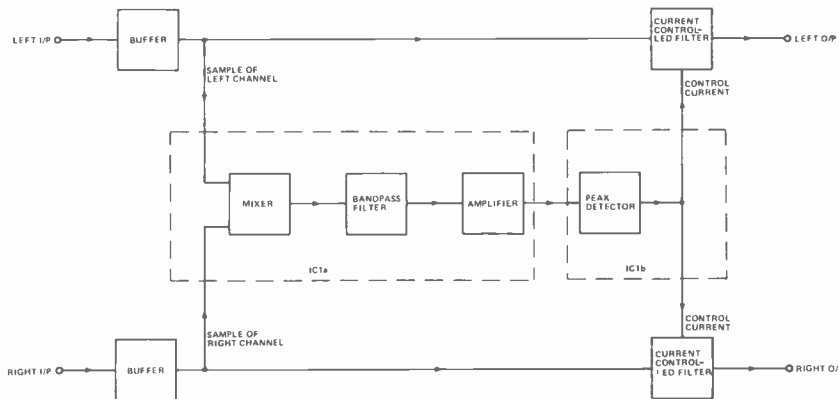 LEFT I/P
BUFFER
CURRENT
CONTROL-
LED FILTER
LEFT O/P
SAMPLE OF
LEFT CHANNEL
CONTROL
CURRENT
MIXER
BANDPASS
FILTER
AMPLIFIER
PEAK
DETECTOR
IC1a
IC1b
SAMPLE OF
RIGHT CHANNEL
CONTROL
CURRENT
RIGHT I/P
BUFFER
CURRENT
CONTROL-
LED FILTER
RIGHT O/